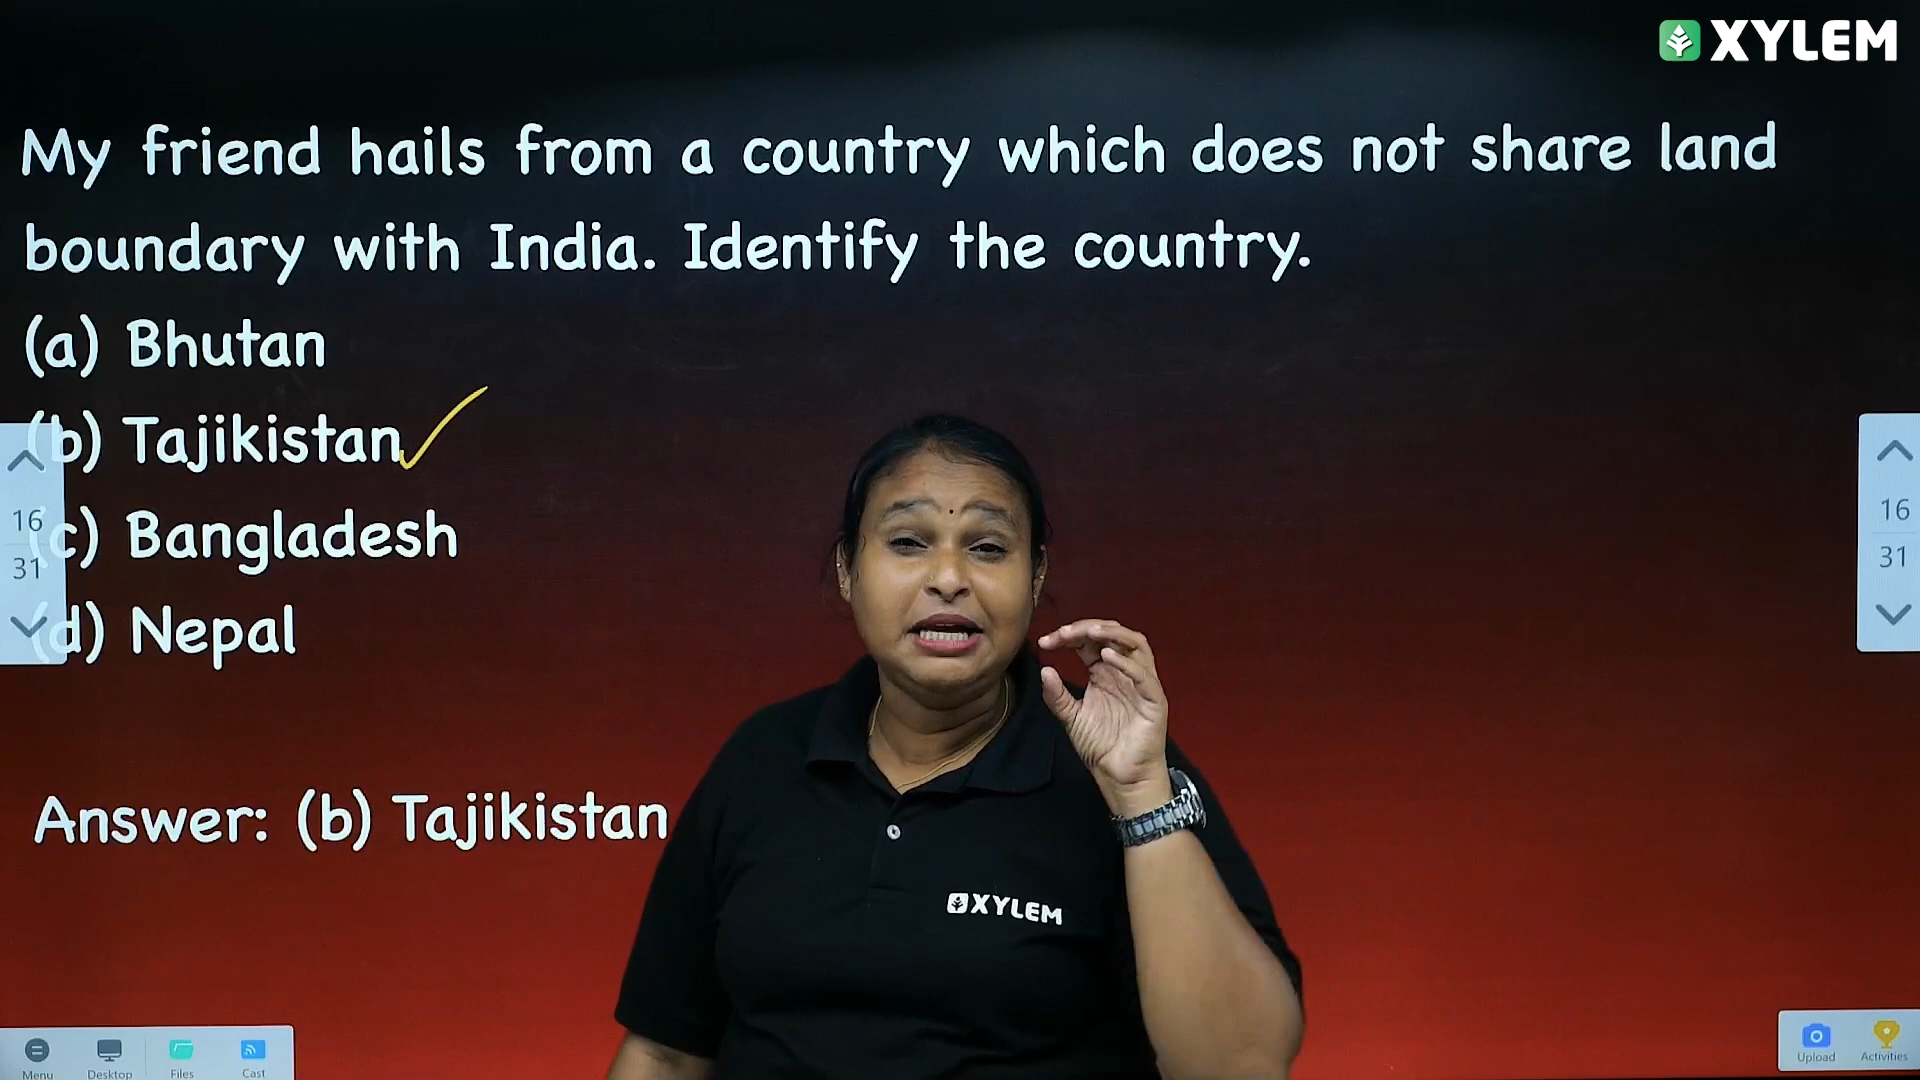 XYLEM
My friend hails from a country which does not share land
boundary with India. Identify the country.
(a) Bhutan
(b) Tajikistan
(c) Bangladesh
(d) Nepal
16
31
16
31
Answer: (b) Tajikistan
XYLEM
Menu
Desktop
Files
Cast
Upload
Activities